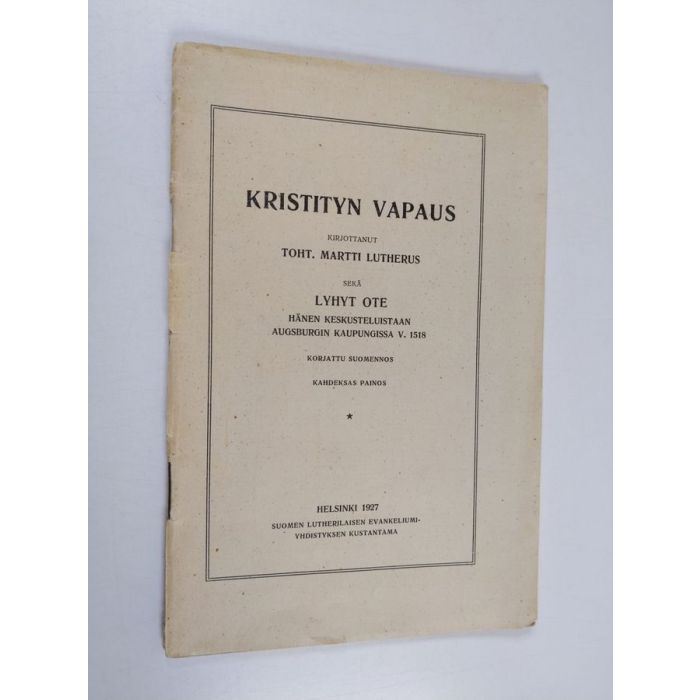 KRISTITYN VAPAUS
KIRJOTTANUT
TOHT. MARTTI LUTHERUS
SEKÄ
LYHYT OTE
HÄNEN KESKUSTELUISTAAN
AUGSBURGIN KAUPUNGISSA V. 1518
KORJATTU SUOMENNOS
KAHDEKSAS PAINOS
*
HELSINKI 1927
SUOMEN LUTHERILAISEN EVANKELIUMI-
YHDISTYKSEN KUSTANTAMA